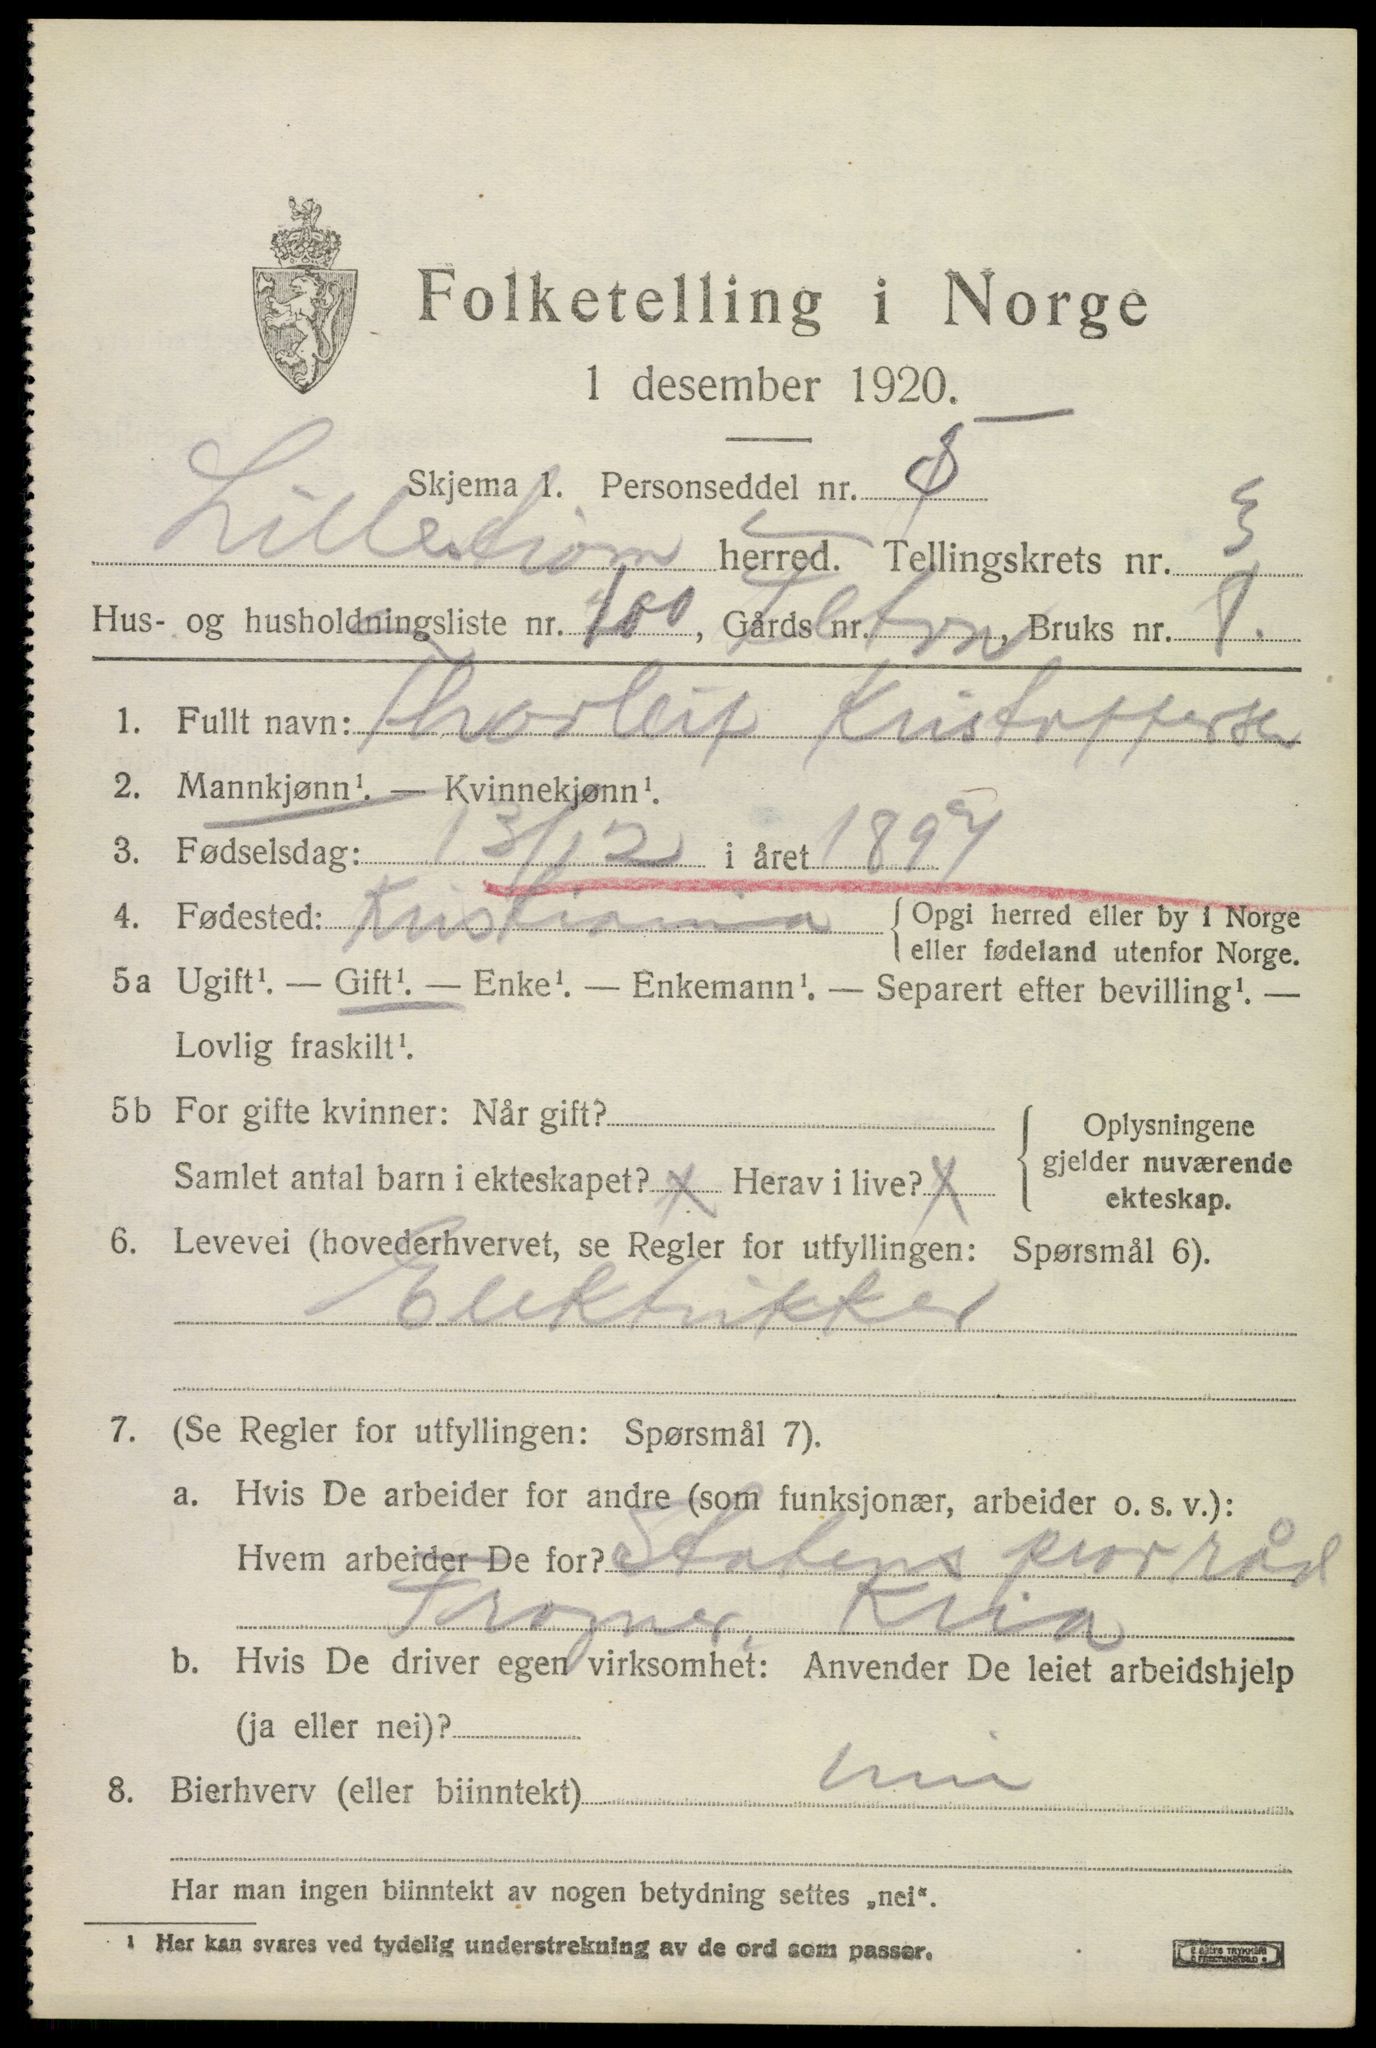 Folketelling i Norge
1 desember 1920.
Skjema 1. Personseddel nr.
Lillestrøm herred. Tellingskrets nr. 3
Hus- og husholdningsliste nr. 100, Gårds nr. , Bruks nr.
1. Fullt navn: Thorleif Kristoffersen
2. Mannkjønn¹. — Kvinnekjønn¹.
3. Fødselsdag: 13/12 i året 1897
4. Fødested: Kristiania { Opgi herred eller by i Norge
eller fødeland utenfor Norge.
5a Ugift¹. — Gift¹. — Enke¹. — Enkemann¹. — Separert efter bevilling¹. —
Lovlig fraskilt¹.
5b For gifte kvinner: Når gift?
Samlet antal barn i ekteskapet? x Herav i live? x
Oplysningene
gjelder nuværende
ekteskap.
6. Levevei (hovederhvervet, se Regler for utfyllingen: Spørsmål 6).
Elektrikker
7. (Se Regler for utfyllingen: Spørsmål 7).
a. Hvis De arbeider for andre (som funksjonær, arbeider o. s. v.):
Hvem arbeider De for? Statens råd
Kria
b. Hvis De driver egen virksomhet: Anvender De leiet arbeidshjelp
(ja eller nei)?
8. Bierhverv (eller biinntekt) nei
Har man ingen biinntekt av nogen betydning settes „nei“.
¹ Her kan svares ved tydelig understrekning av de ord som passer.